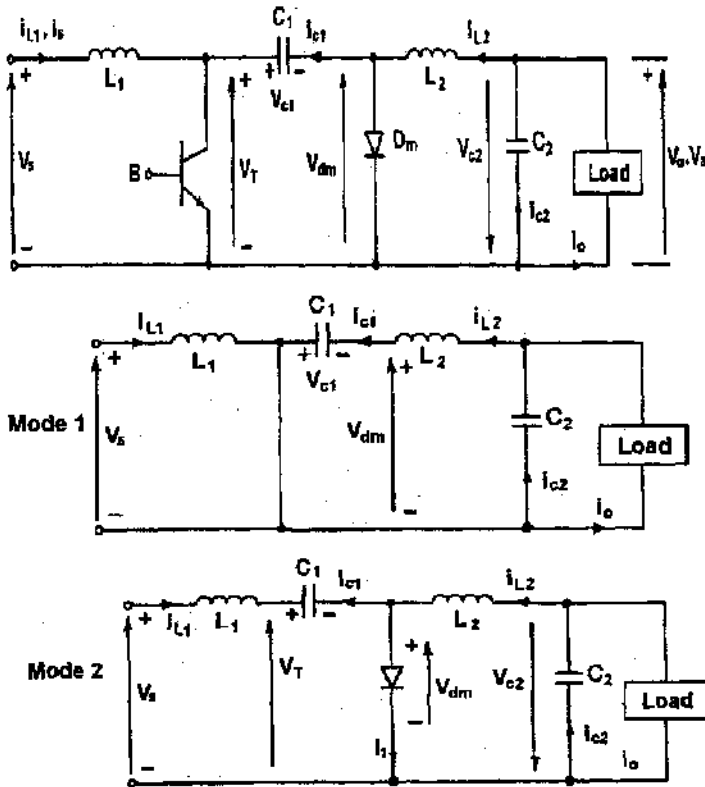 i_L1, i_s
C_1
i_c1
i_L2
+
L_1
+ -
V_c1
L_2
+
+
V_s
B
V_T
V_dm
D_m
V_c2
C_2
Load
i_c2
-
-
-
I_o
-
I_L1
C_1
I_c1
i_L2
+
L_1
+ -
V_c1
+
L_2
Mode 1
V_s
V_dm
C_2
Load
i_c2
-
-
i_o
C_1
I_c1
i_L2
+
i_L1
L_1
+ -
L_2
Mode 2
V_s
V_T
+
V_dm
-
V_c2
C_2
Load
i_c2
-
i_o